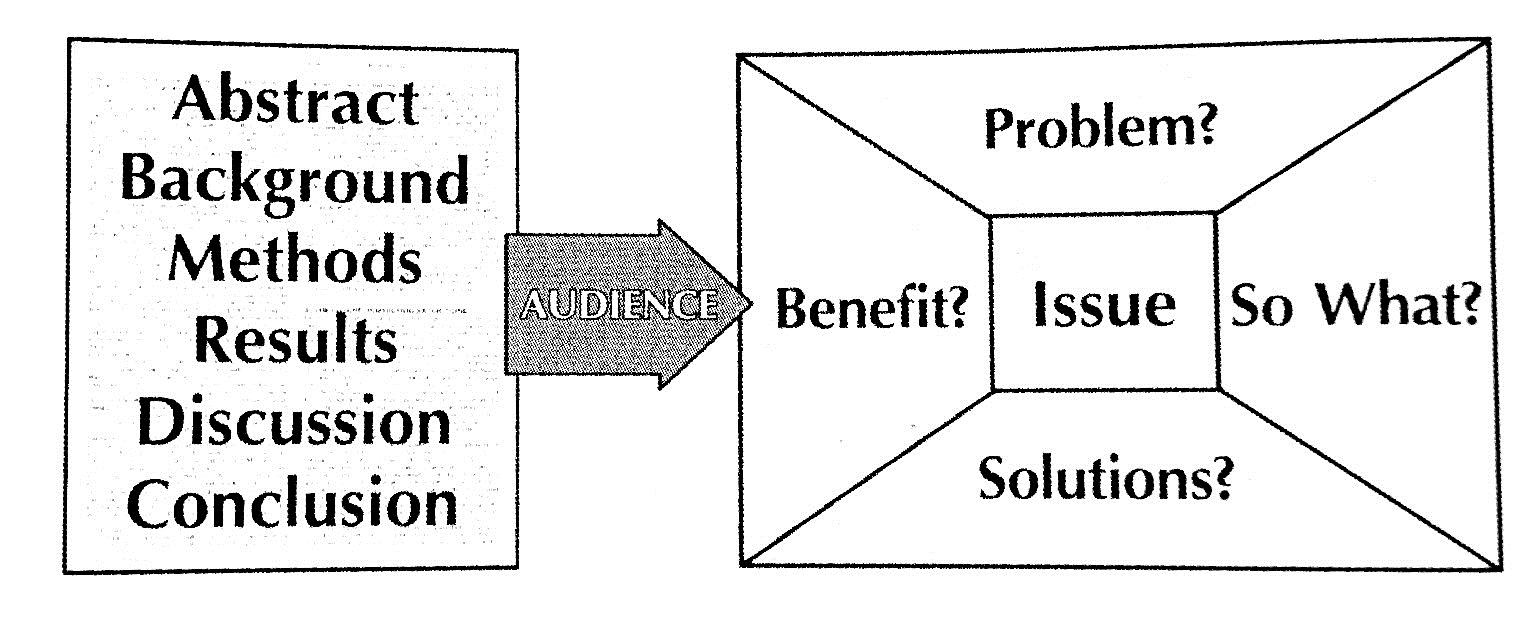 Abstract
Background
Methods
Results
Discussion
Conclusion
AUDIENCE
Problem?
Benefit?
Issue
So What?
Solutions?